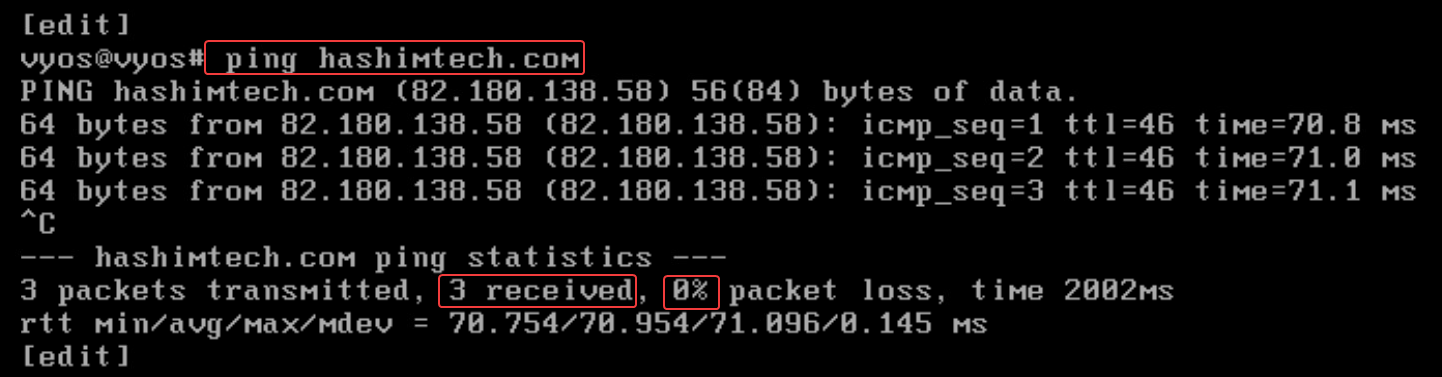 [edit]
vyos@vyos# ping hashimtech.com
PING hashimtech.com (82.180.138.58) 56(84) bytes of data.
64 bytes from 82.180.138.58 (82.180.138.58): icmp_seq=1 ttl=46 time=70.8 ms
64 bytes from 82.180.138.58 (82.180.138.58): icmp_seq=2 ttl=46 time=71.0 ms
64 bytes from 82.180.138.58 (82.180.138.58): icmp_seq=3 ttl=46 time=71.1 ms
^C
--- hashimtech.com ping statistics ---
3 packets transmitted, 3 received, 0% packet loss, time 2002ms
rtt min/avg/max/mdev = 70.754/70.954/71.096/0.145 ms
[edit]